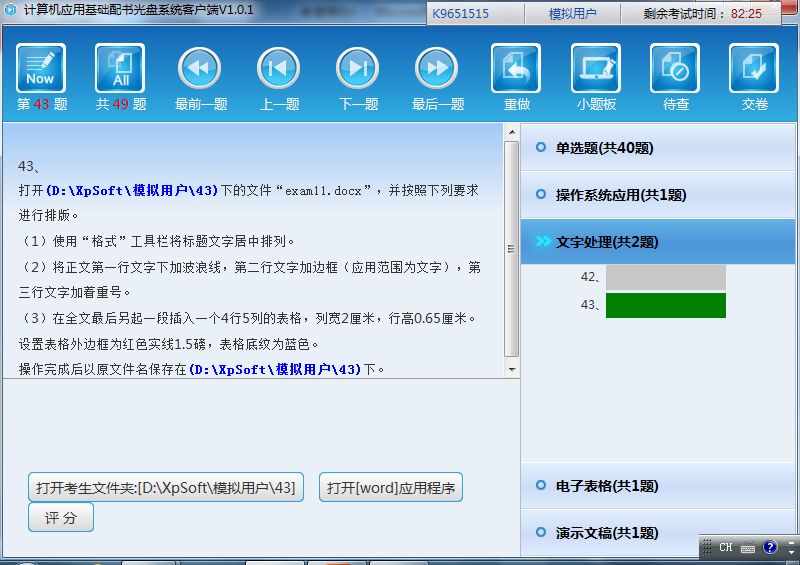 计算机应用基础配书光盘系统客户端V1.0.1
K9651515 模拟用户 剩余考试时间：82:25
Now All
第 43 题 共 49 题 最前一题 上一题 下一题 最后一题 重做 小题板 待查 交卷
43、
打开(D:\XpSoft\模拟用户\43)下的文件“exam11.docx”，并按照下列要求
进行排版。
（1）使用“格式”工具栏将标题文字居中排列。
（2）将正文第一行文字下加波浪线，第二行文字加边框（应用范围为文字），第
三行文字加着重号。
（3）在全文最后另起一段插入一个4行5列的表格，列宽2厘米，行高0.65厘米。
设置表格外边框为红色实线1.5磅，表格底纹为蓝色。
操作完成后以原文件名保存在(D:\XpSoft\模拟用户\43)下。
打开考生文件夹:[D:\XpSoft\模拟用户\43] 打开[word]应用程序
评 分
单选题(共40题)
操作系统应用(共1题)
文字处理(共2题)
42、
43、
电子表格(共1题)
演示文稿(共1题)
CH